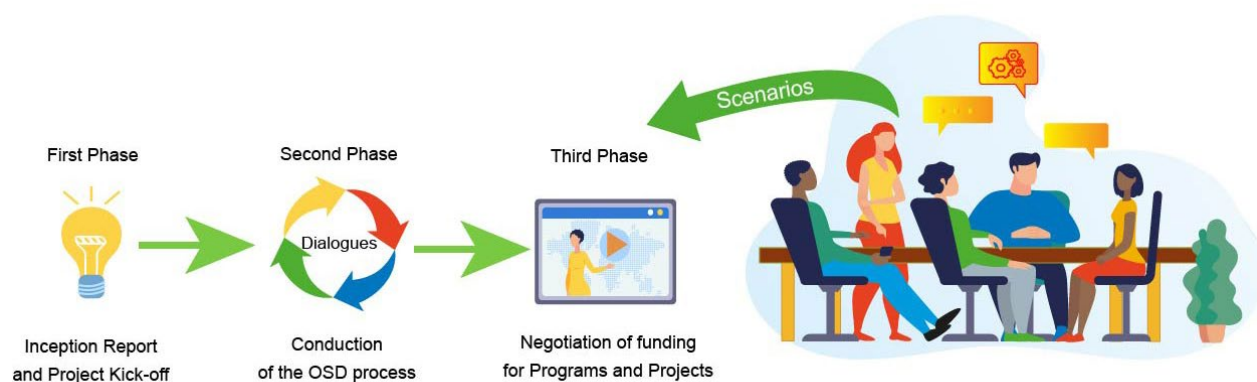 Scenarios
First Phase
Second Phase
Third Phase
Dialogues
Inception Report
and Project Kick-off
Conduction
of the OSD process
Negotiation of funding
for Programs and Projects